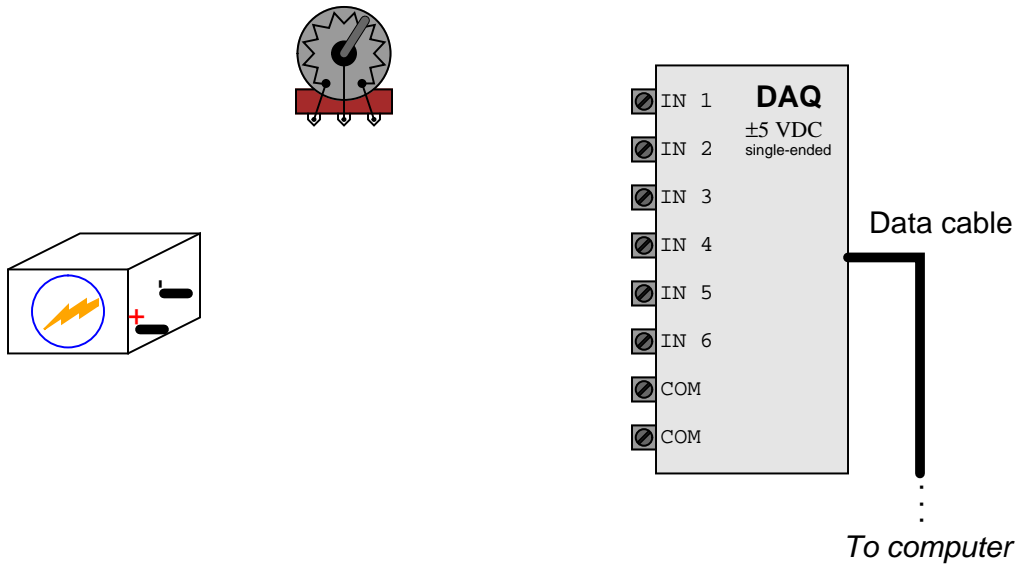 IN 1
DAQ
±5 VDC
single-ended
IN 2
IN 3
IN 4
IN 5
IN 6
COM
COM
Data cable
-
+
To computer